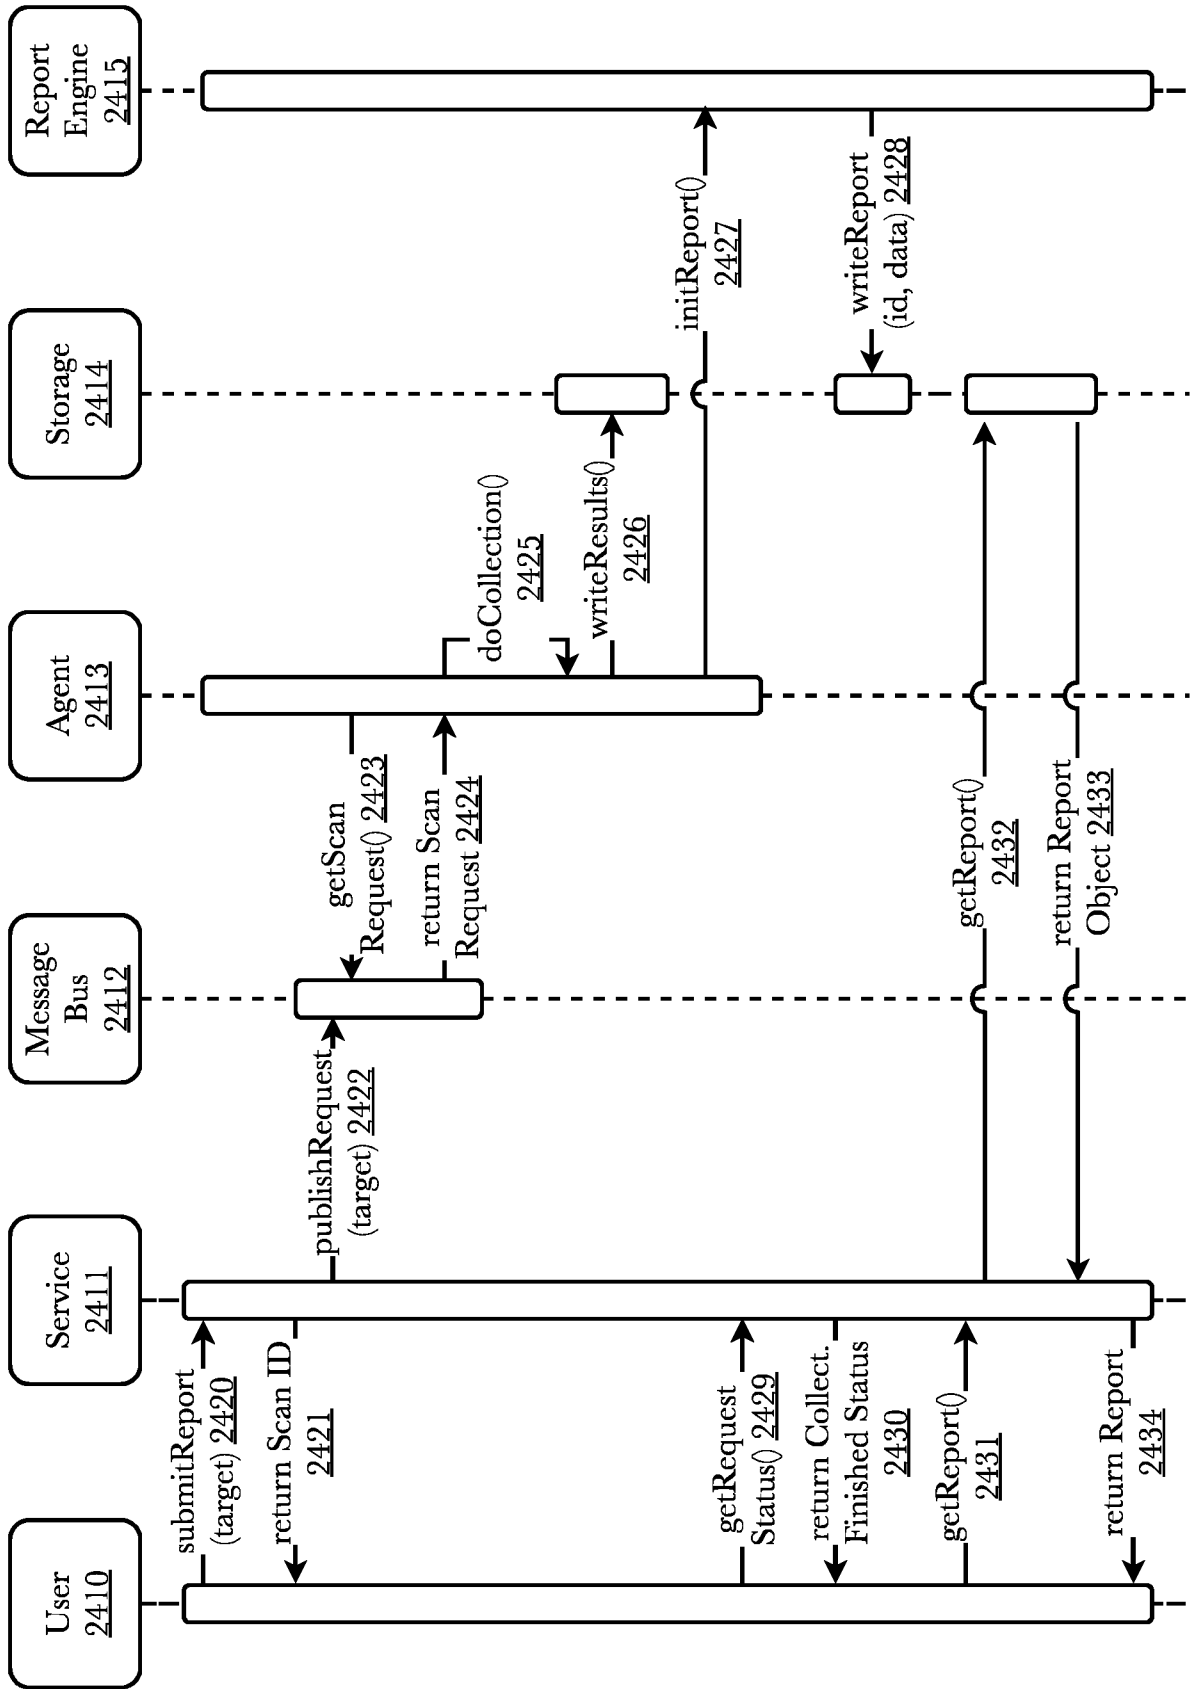 User
2410
Service
2411
Message
Bus
2412
Agent
2413
Storage
2414
Report
Engine
2415
submitReport
(target) 2420
return Scan ID
2421
publishRequest
(target) 2422
getScan
Request() 2423
return Scan
Request 2424
doCollection()
2425
writeResults()
2426
initReport()
2427
writeReport
(id, data) 2428
getRequest
Status() 2429
return Collect.
Finished Status
2430
getReport()
2431
getReport()
2432
return Report
Object 2433
return Report
2434